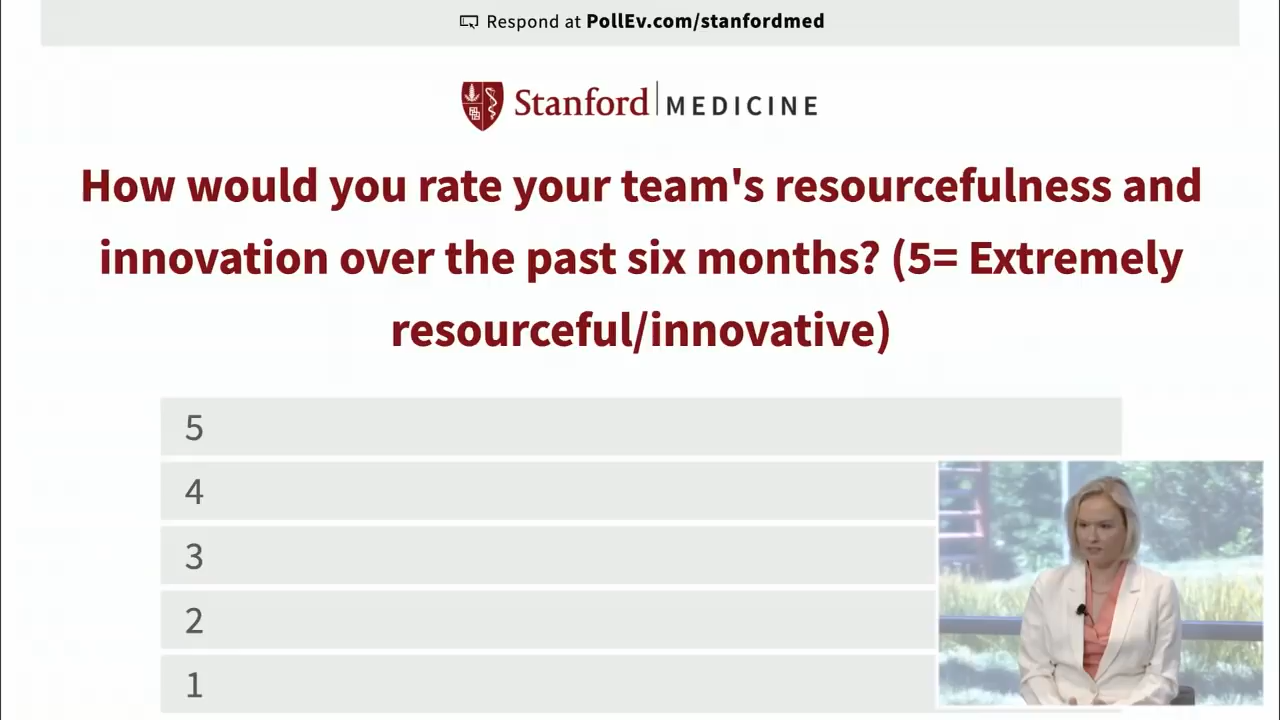 Respond at PollEv.com/stanfordmed
Stanford MEDICINE
How would you rate your team's resourcefulness and
innovation over the past six months? (5= Extremely
resourceful/innovative)
5
4
3
2
1